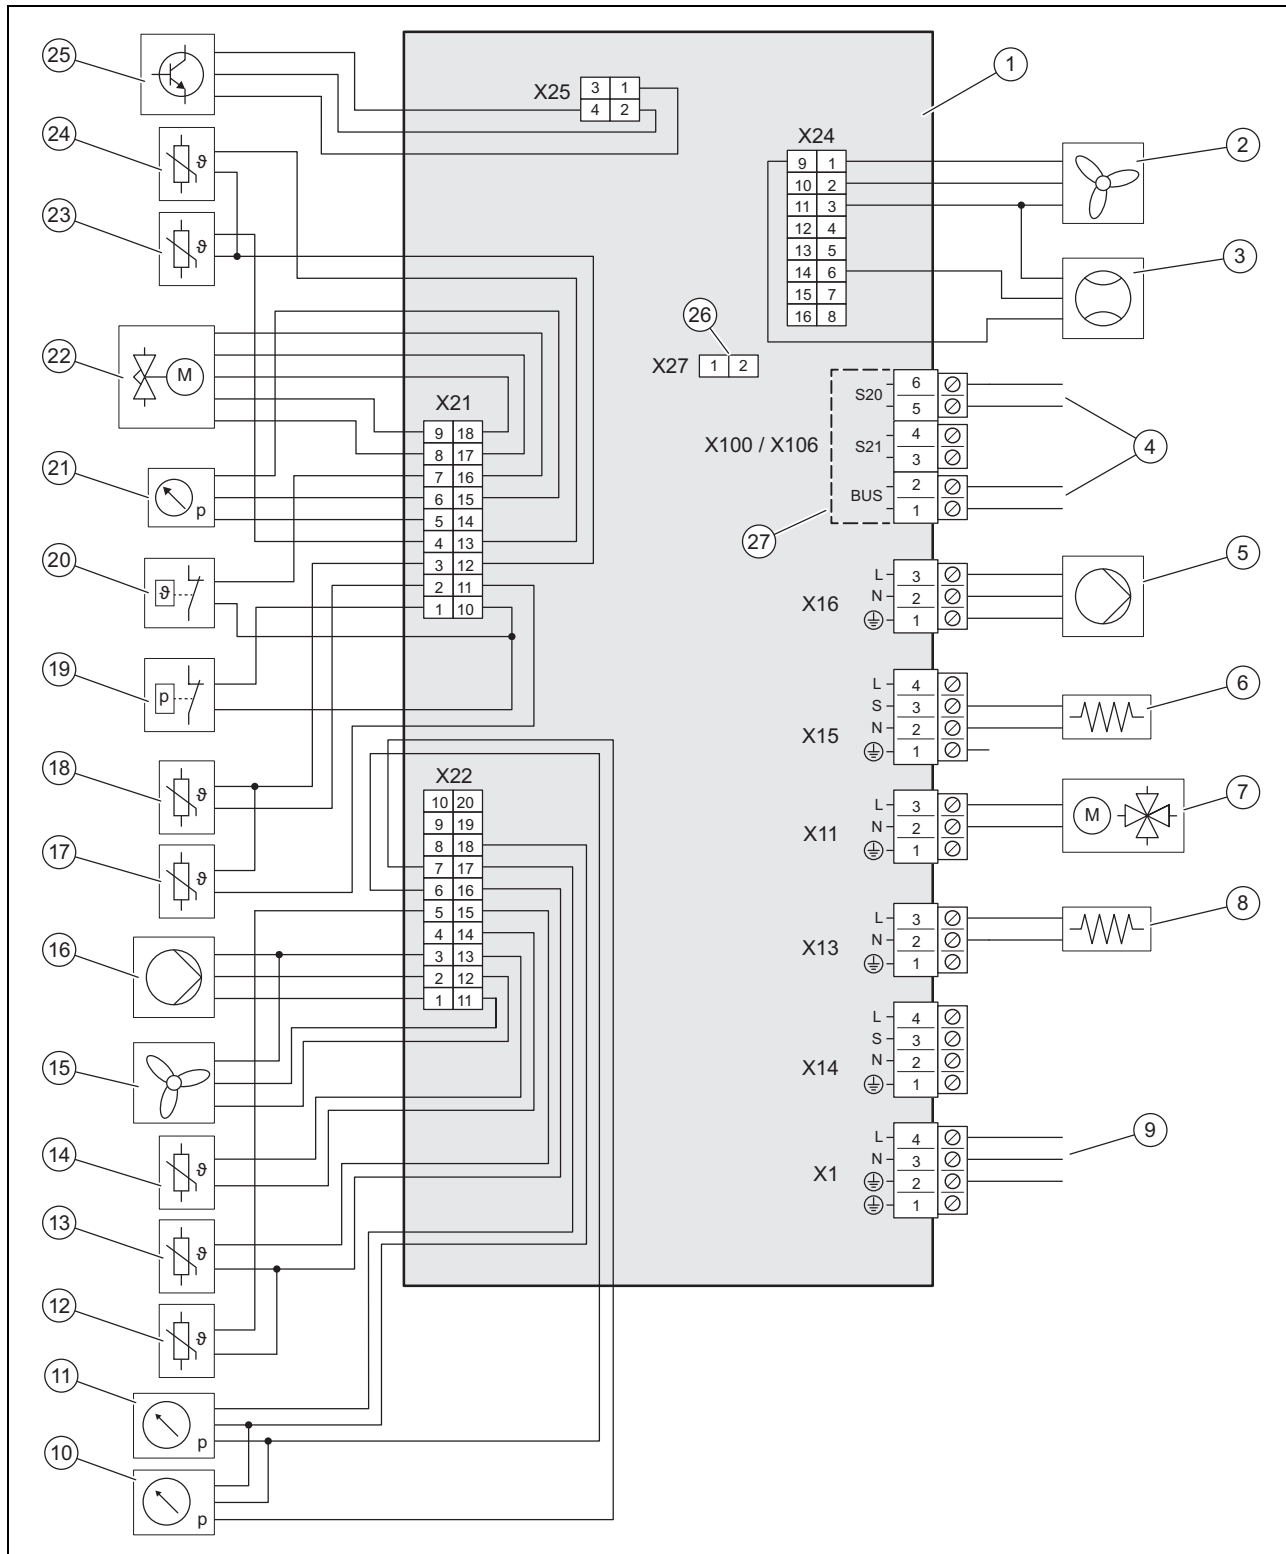 25
24
23
22
21
20
19
18
17
16
15
14
13
12
11
10
1
2
3
4
5
6
7
8
9
26
27
ϑ
ϑ
M
p
ϑ
p
ϑ
ϑ
ϑ
ϑ
ϑ
p
p
X25
3 1
4 2
X24
9 1
10 2
11 3
12 4
13 5
14 6
15 7
16 8
X27 1 2
X21
9 18
8 17
7 16
6 15
5 14
4 13
3 12
2 11
1 10
X22
10 20
9 19
8 18
7 17
6 16
5 15
4 14
3 13
2 12
1 11
X100 / X106
S20 6
5
S21 4
3
BUS 2
1
X16
L 3
N 2
1
X15
L 4
S 3
N 2
1
X11
L 3
N 2
1
M
X13
L 3
N 2
1
X14
L 4
S 3
N 2
1
X1
L 4
N 3
2
1